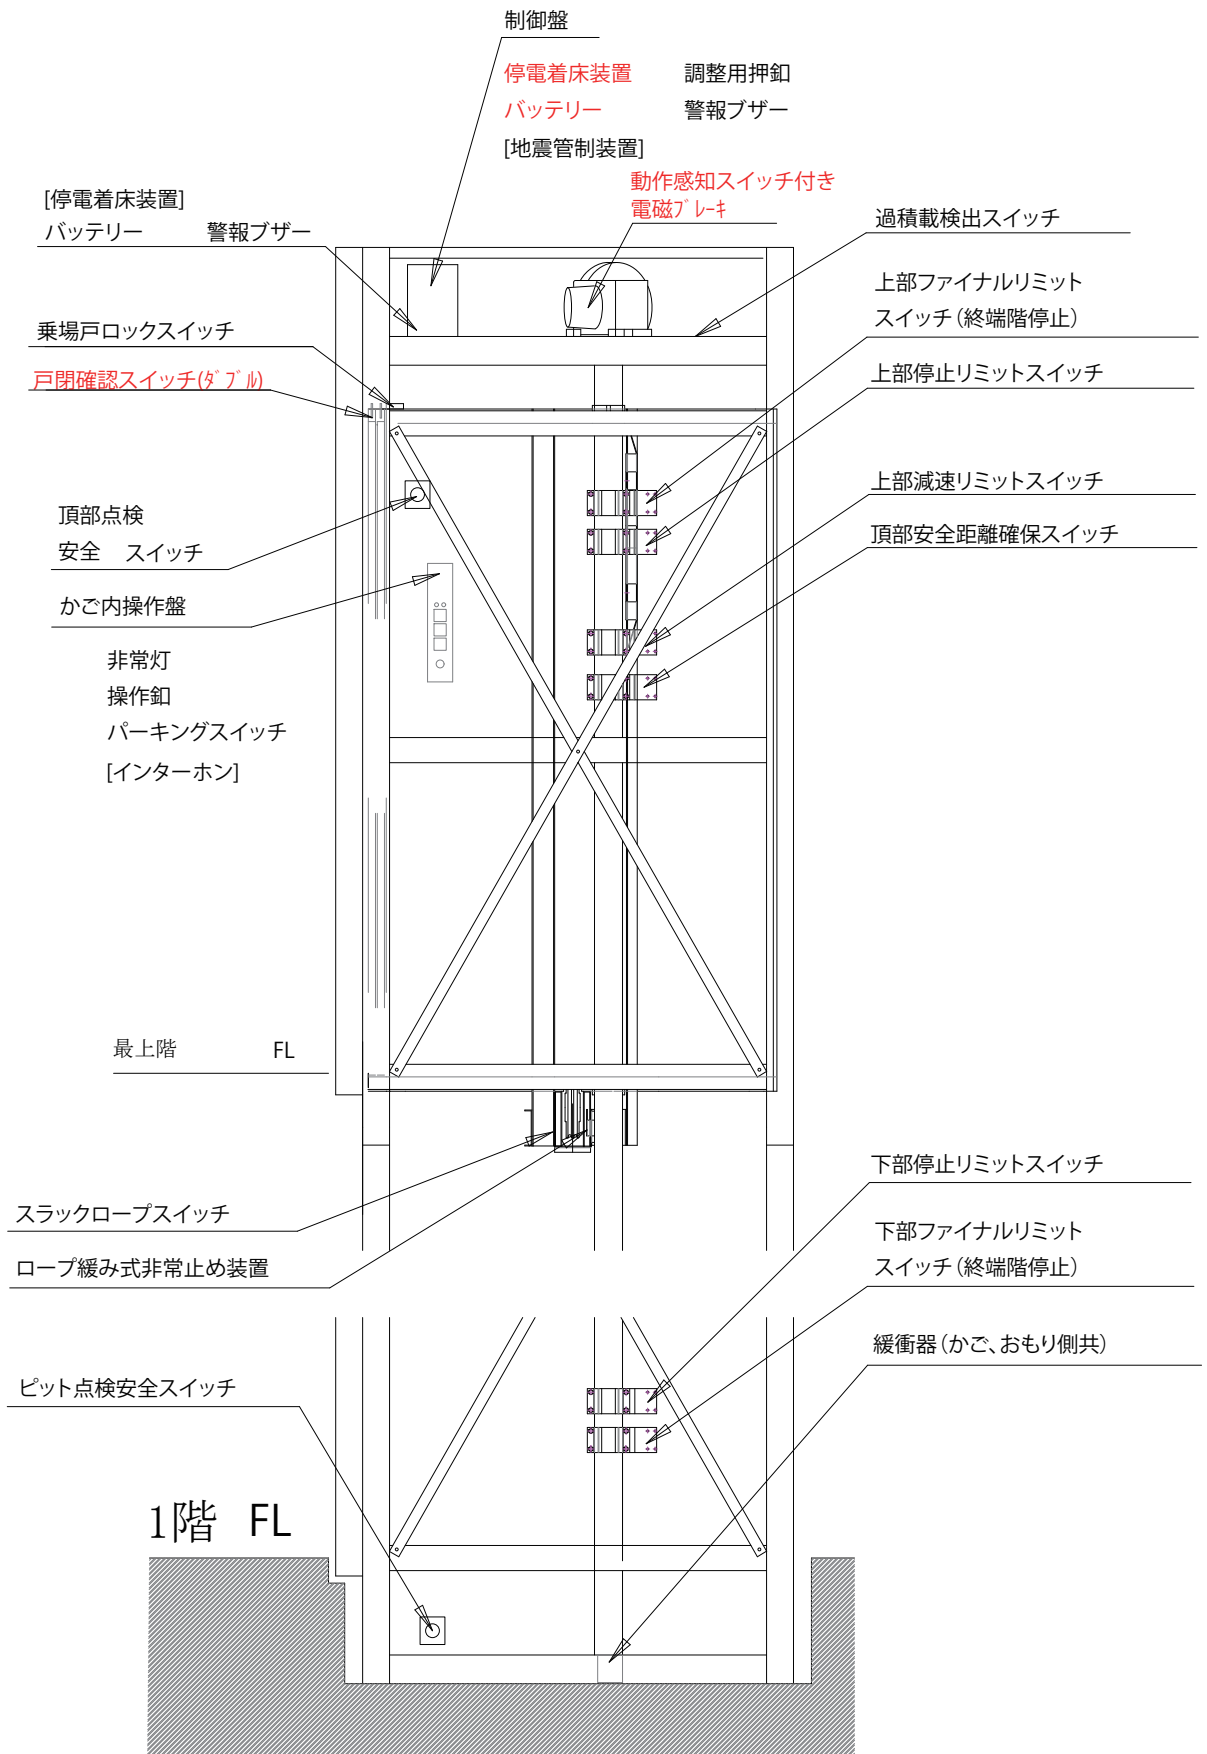 制御盤
停電着床装置 調整用押釦
バッテリー 警報ブザー
[地震管制装置]
動作感知スイッチ付き
電磁ﾌﾞﾚｰｷ
[停電着床装置]
バッテリー 警報ブザー
過積載検出スイッチ
上部ファイナルリミット
スイッチ(終端階停止)
乗場戸ロックスイッチ
戸閉確認スイッチ(ﾀﾞﾌﾞﾙ)
上部停止リミットスイッチ
上部減速リミットスイッチ
頂部安全距離確保スイッチ
頂部点検
安全 スイッチ
かご内操作盤
非常灯
操作釦
パーキングスイッチ
[インターホン]
最上階 FL
スラックロープスイッチ
ロープ緩み式非常止め装置
下部停止リミットスイッチ
下部ファイナルリミット
スイッチ(終端階停止)
緩衝器(かご、おもり側共)
ピット点検安全スイッチ
1階 FL